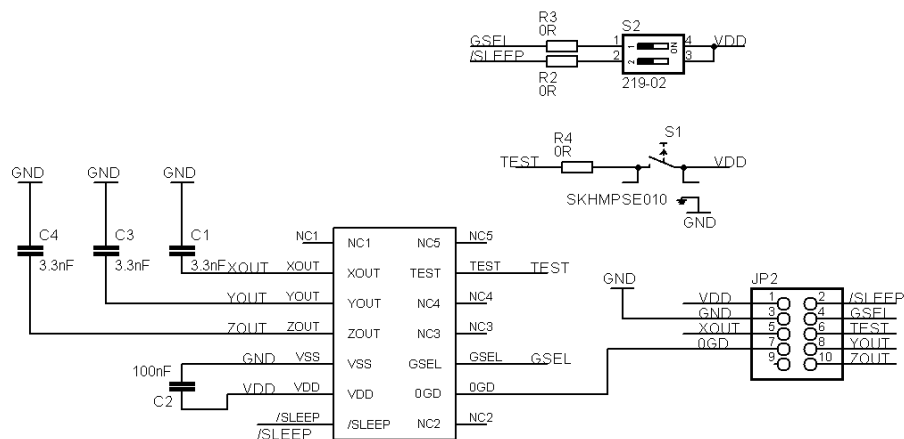 R3
0R
GSEL
/SLEEP
R2
0R
S2
1
2
1
2
ON
4
3
VDD
219-02
R4
0R
S1
TEST
VDD
SKHMPSE010
GND
GND
GND
GND
C4
3.3nF
C3
3.3nF
C1
3.3nF
XOUT
YOUT
ZOUT
GND
VDD
100nF
C2
/SLEEP
/SLEEP
NC1
XOUT
YOUT
ZOUT
VSS
VDD
NC1
XOUT
YOUT
ZOUT
VSS
VDD
/SLEEP
NC5
TEST
NC4
NC3
GSEL
0GD
NC2
NC5
TEST
NC4
NC3
GSEL
0GD
NC2
TEST
GSEL
GND
JP2
VDD 1 2 /SLEEP
GND 3 4 GSEL
XOUT 5 6 TEST
0GD 7 8 YOUT
9 10 ZOUT